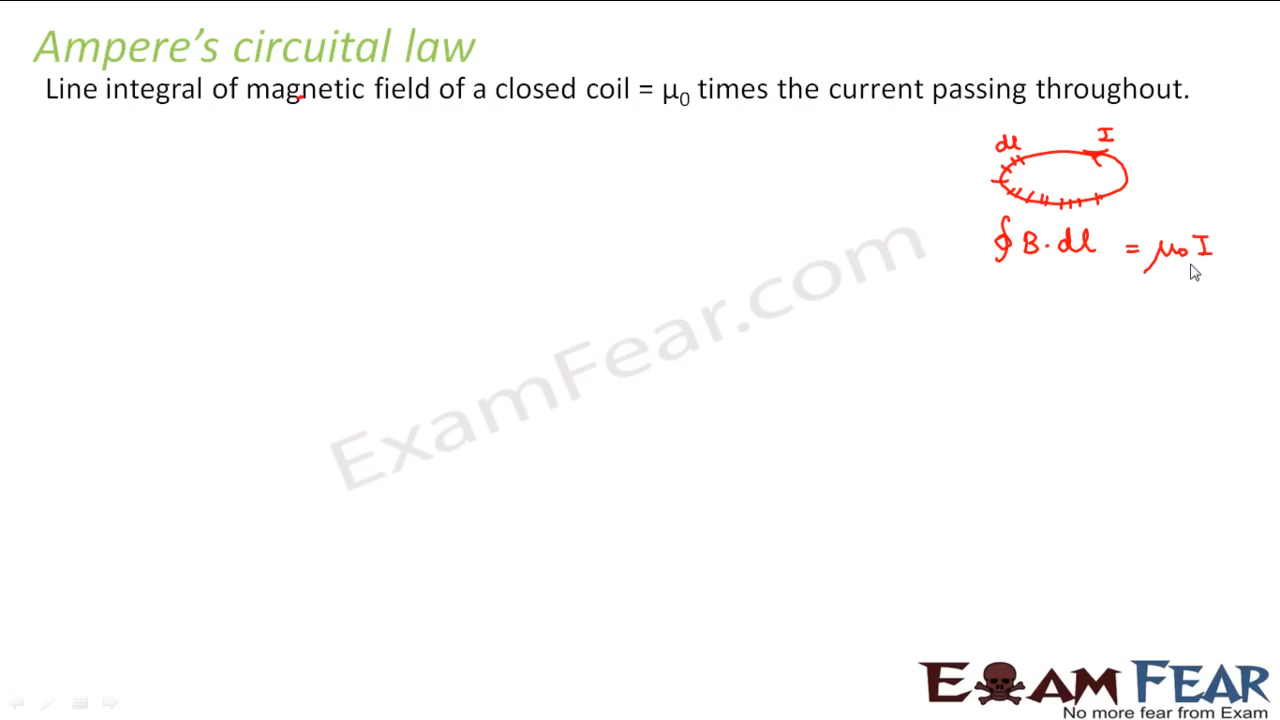 Ampere's circuital law
Line integral of magnetic field of a closed coil = μ₀ times the current passing throughout.
dl I
∮ B · dl = μ₀ I
ExamFear.com
EXAM FEAR
No more fear from Exam